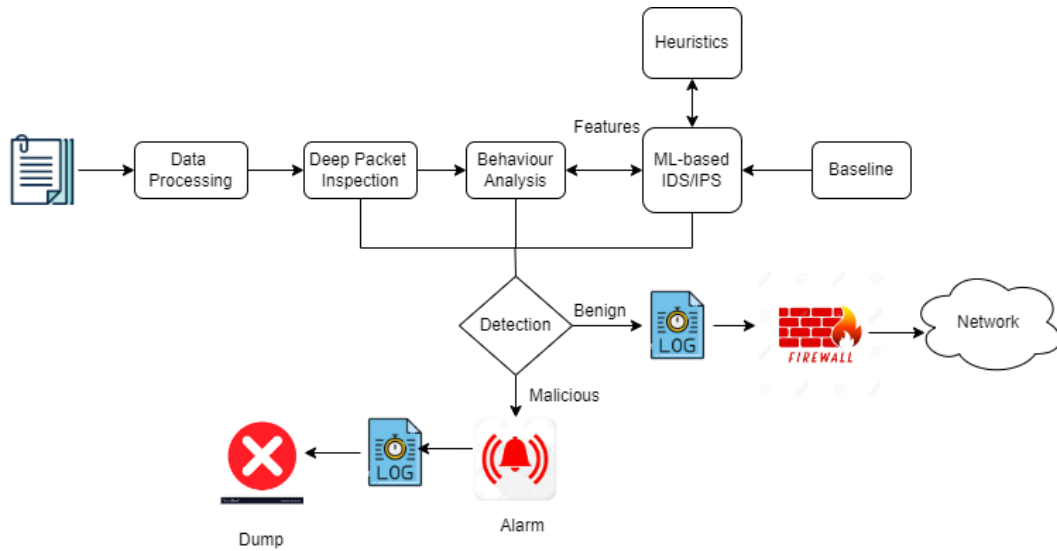 Heuristics
Features
Data
Processing
Deep Packet
Inspection
Behaviour
Analysis
ML-based
IDS/IPS
Baseline
Detection
Benign
LOG
FIREWALL
Network
Malicious
LOG
Dump
Alarm